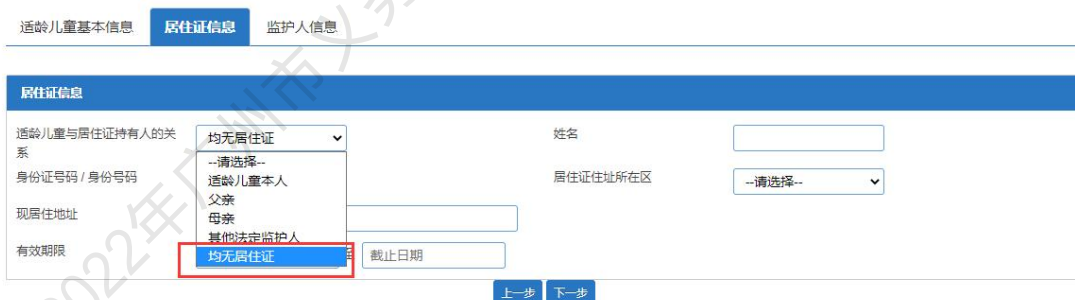 适龄儿童基本信息 居住证信息 监护人信息
居住证信息
适龄儿童与居住证持有人的关
系
均无居住证
姓名
--请选择--
适龄儿童本人
父亲
母亲
其他法定监护人
均无居住证
身份证号码 / 身份号码
居住证住址所在区
--请选择--
现居住地址
有效期限
截止日期
上一步 下一步
2022年广州市义务